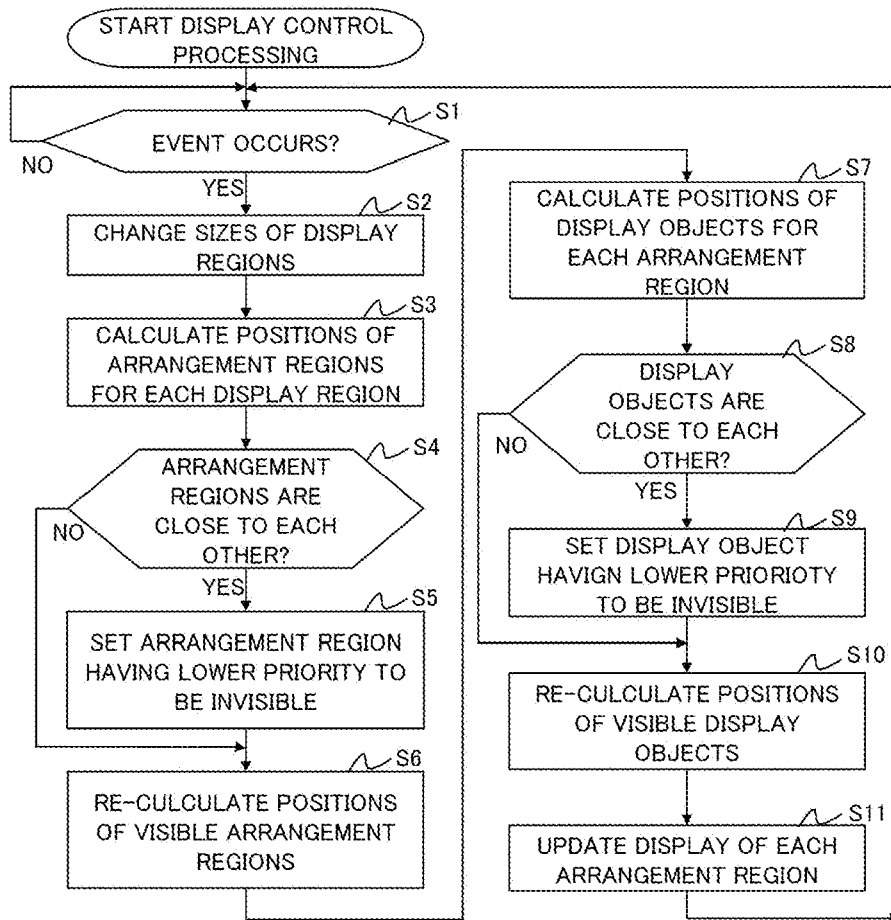 START DISPLAY CONTROL
PROCESSING
S1
EVENT OCCURS?
NO
YES
S2
CHANGE SIZES OF DISPLAY
REGIONS
S3
CALCULATE POSITIONS OF
ARRANGEMENT REGIONS
FOR EACH DISPLAY REGION
S4
ARRANGEMENT
REGIONS ARE
CLOSE TO EACH
OTHER?
NO
YES
S5
SET ARRANGEMENT REGION
HAVING LOWER PRIORITY TO
BE INVISIBLE
S6
RE-CULCULATE POSITIONS
OF VISIBLE ARRANGEMENT
REGIONS
S7
CALCULATE POSITIONS OF
DISPLAY OBJECTS FOR
EACH ARRANGEMENT
REGION
S8
DISPLAY
OBJECTS ARE
CLOSE TO EACH
OTHER?
NO
YES
S9
SET DISPLAY OBJECT
HAVIGN LOWER PRIORIOTY
TO BE INVISIBLE
S10
RE-CULCULATE POSITIONS
OF VISIBLE DISPLAY
OBJECTS
S11
UPDATE DISPLAY OF EACH
ARRANGEMENT REGION